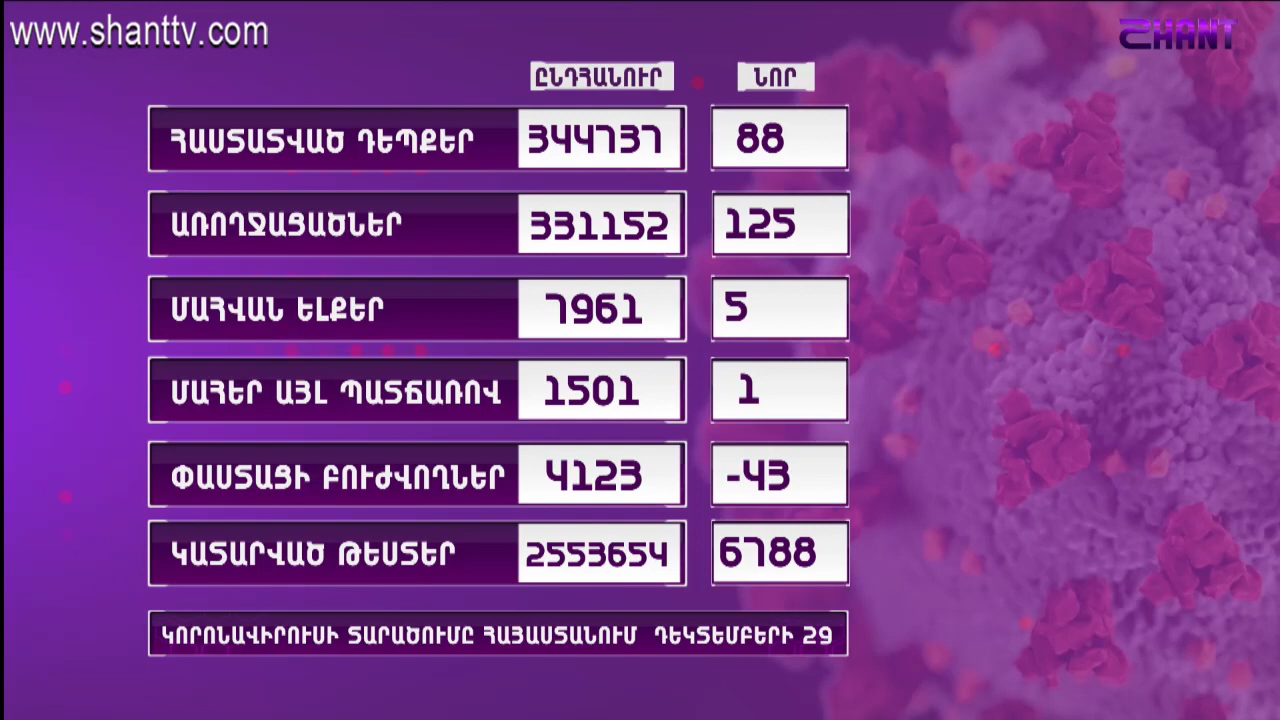 www.shanttv.com
SHANT
ԸՆԴՀԱՆՈՒՐ ՆՈՐ
ՀԱՍՏԱՏՎԱԾ ԴԵՊՔԵՐ 344737 88
ԱՌՈՂՋԱՑԱԾՆԵՐ 331152 125
ՄԱՀՎԱՆ ԵԼՔԵՐ 7961 5
ՄԱՀԵՐ ԱՅԼ ՊԱՏՃԱՌՈՎ 1501 1
ՓԱՍՏԱՑԻ ԲՈՒԺՎՈՂՆԵՐ 4123 -43
ԿԱՏԱՐՎԱԾ ԹԵՍՏԵՐ 2553654 6788
ԿՈՐՈՆԱՎԻՐՈՒՍԻ ՏԱՐԱԾՈՒՄԸ ՀԱՅԱՍՏԱՆՈՒՄ ԴԵԿՏԵՄԲԵՐԻ 29